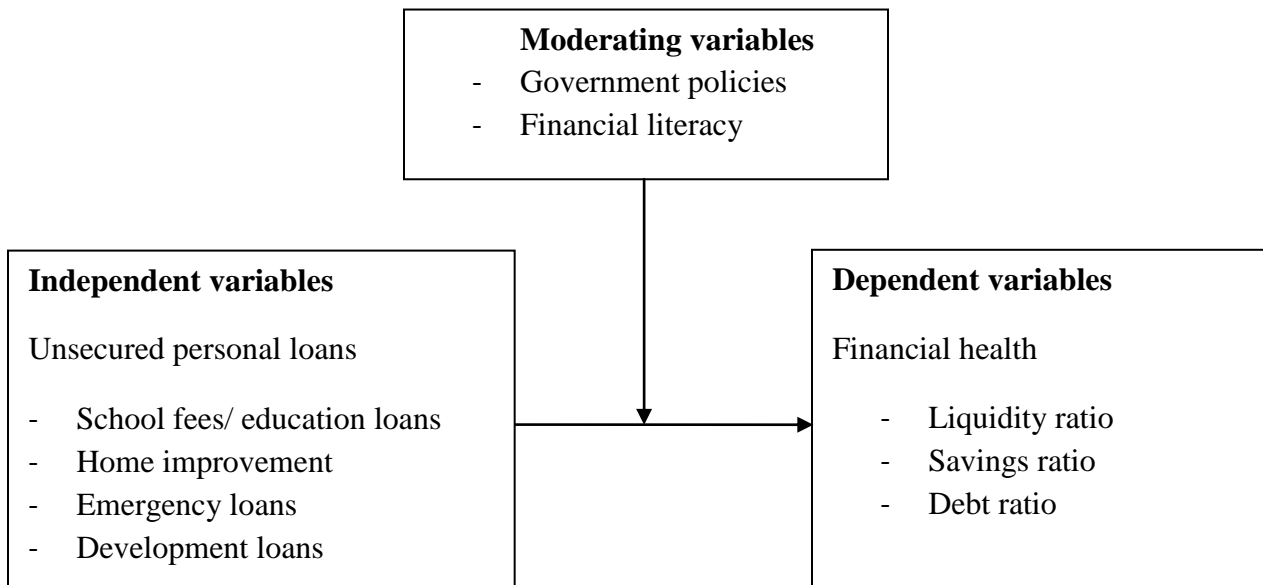 Moderating variables
- Government policies
- Financial literacy
Independent variables
Unsecured personal loans
- School fees/ education loans
- Home improvement
- Emergency loans
- Development loans
Dependent variables
Financial health
- Liquidity ratio
- Savings ratio
- Debt ratio